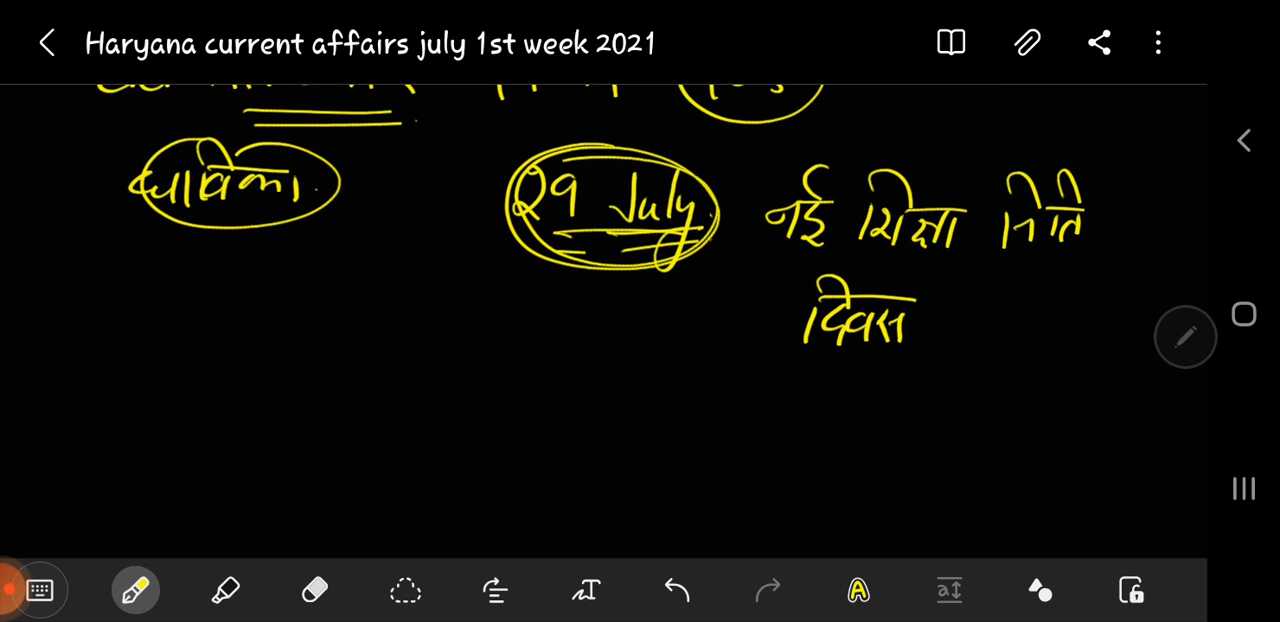 Haryana current affairs july 1st week 2021
धाविका 29 July नई शिक्षा निति
दिवस